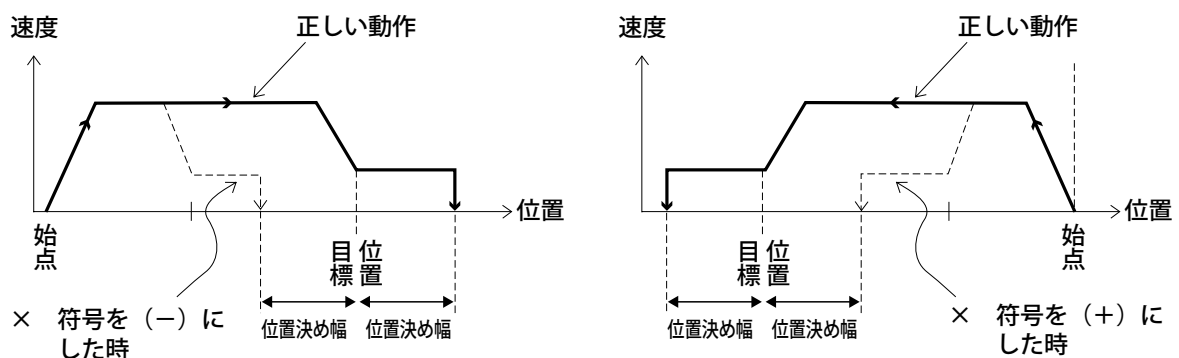 速度
正しい動作
位置
始点
目標
位置
位置決め幅
位置決め幅
× 符号を（－）に
した時
速度
正しい動作
位置
始点
目標
位置
位置決め幅
位置決め幅
× 符号を（＋）に
した時